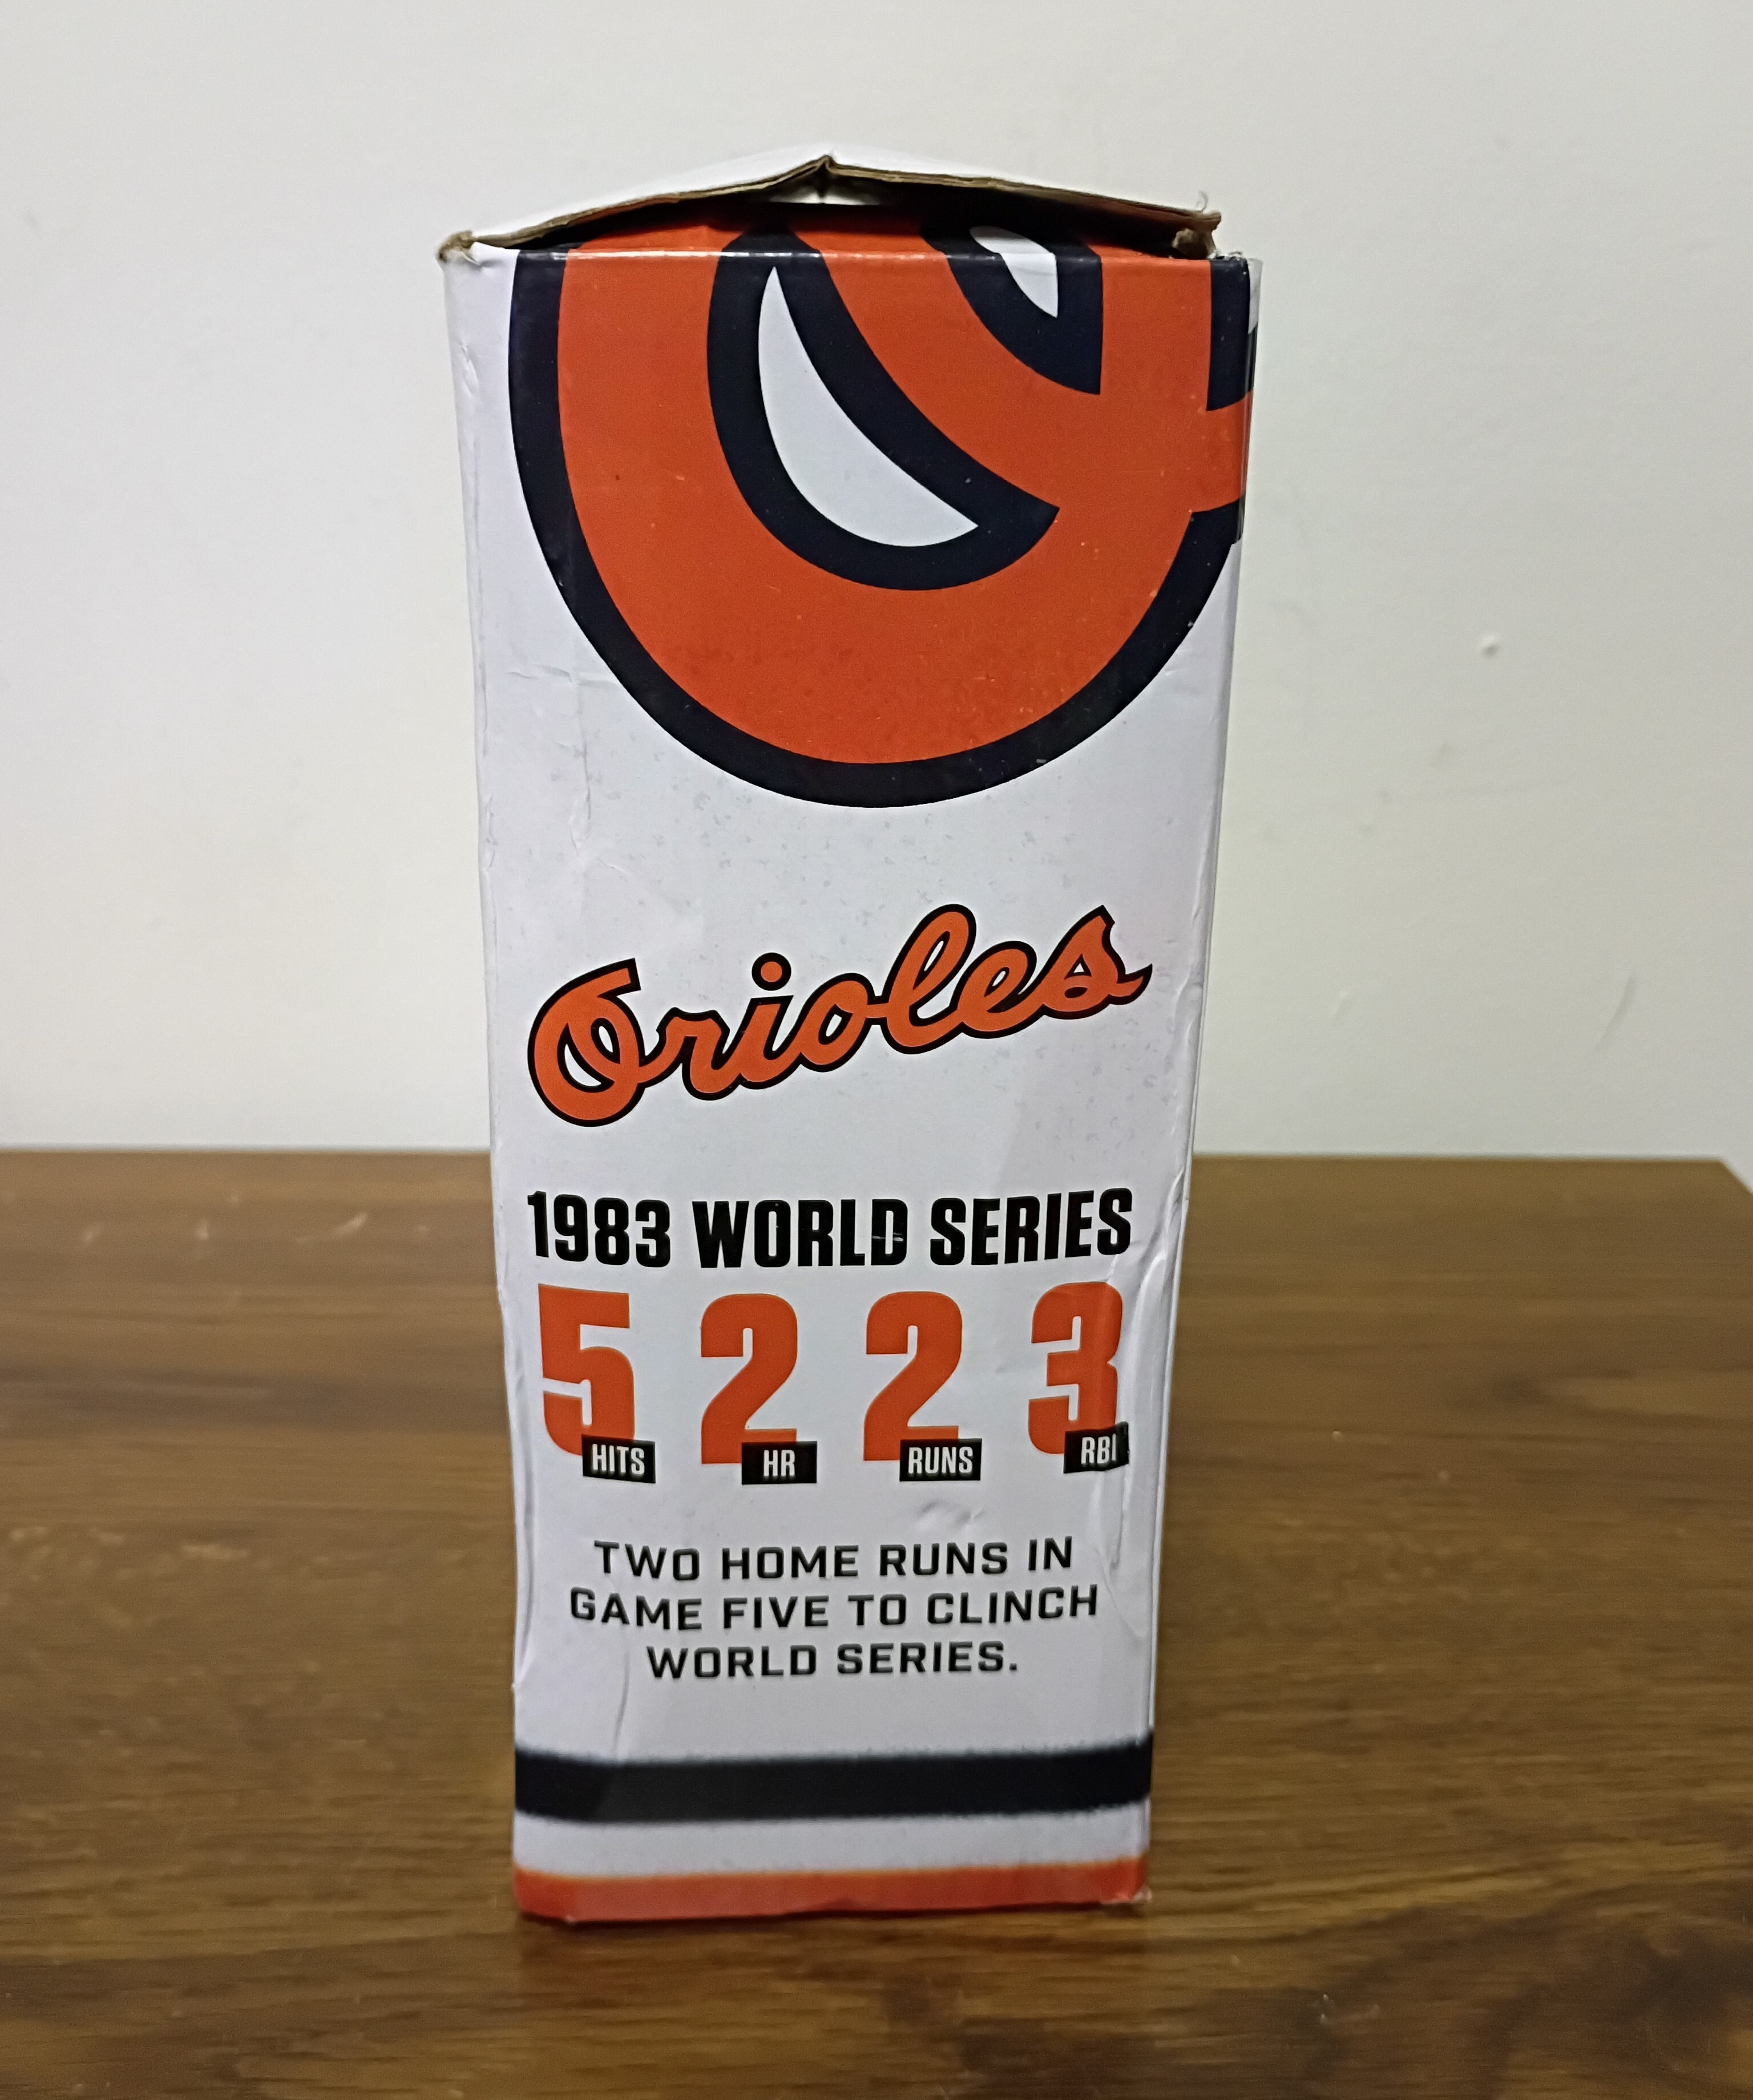 Orioles
1983 WORLD SERIES
5 2 2 3
HITS HR RUNS RBI
TWO HOME RUNS IN
GAME FIVE TO CLINCH
WORLD SERIES.